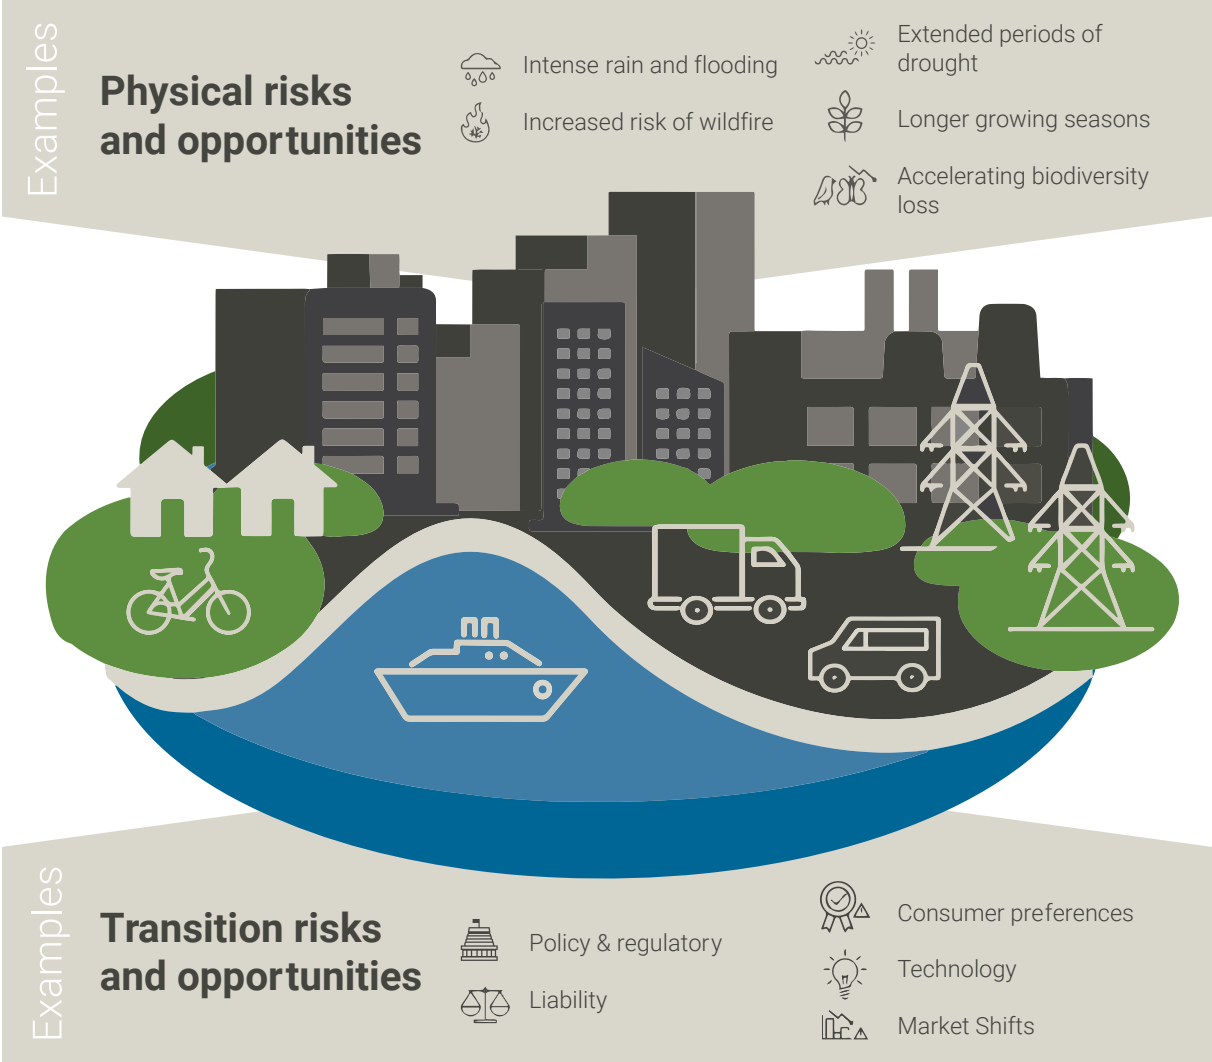 Examples
Physical risks
and opportunities
Intense rain and flooding
Increased risk of wildfire
Extended periods of
drought
Longer growing seasons
Accelerating biodiversity
loss
Examples
Transition risks
and opportunities
Policy & regulatory
Liability
Consumer preferences
Technology
Market Shifts